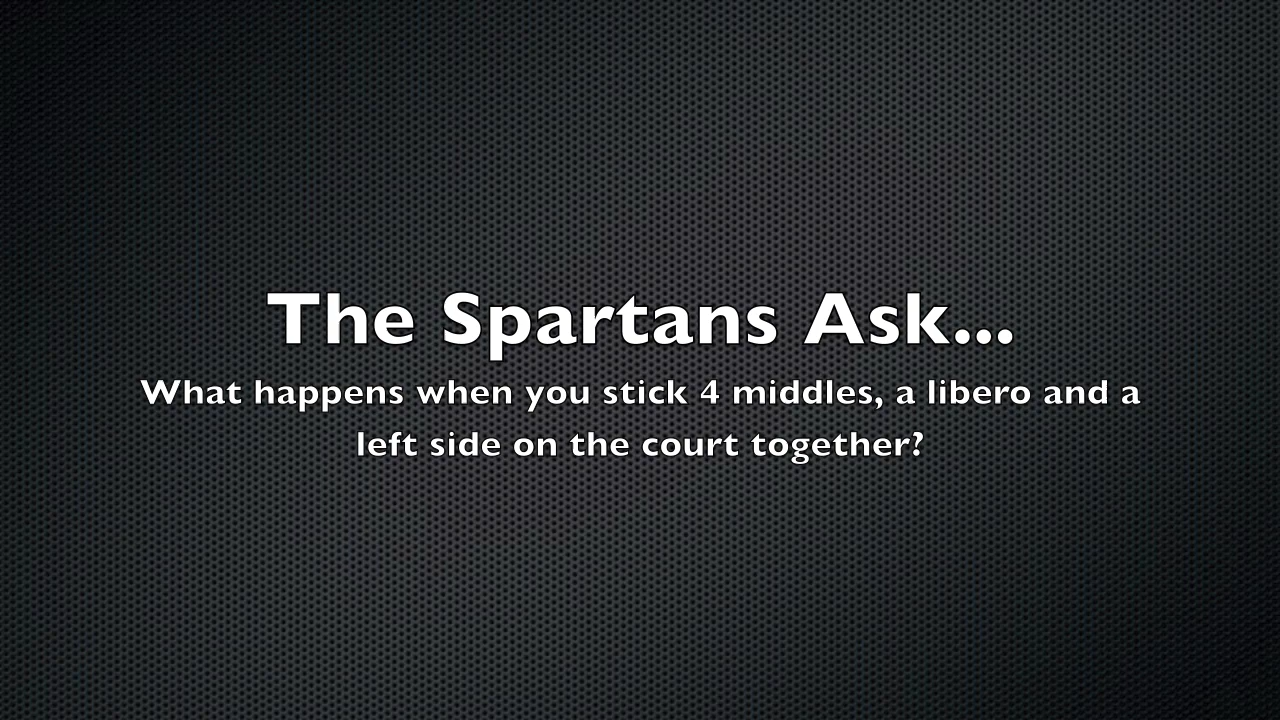 The Spartans Ask...
What happens when you stick 4 middles, a libero and a
left side on the court together?